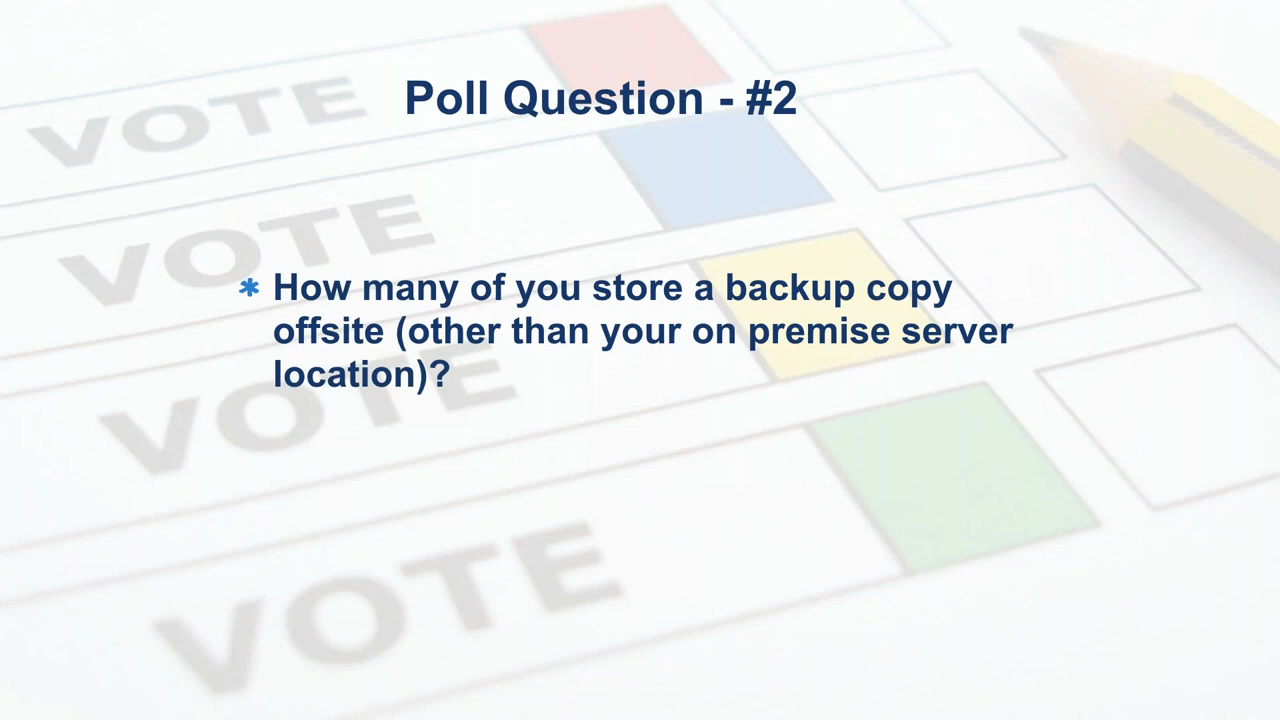 Poll Question - #2
VOTE
VOTE
* How many of you store a backup copy
offsite (other than your on premise server
location)?
VOTE
VOTE